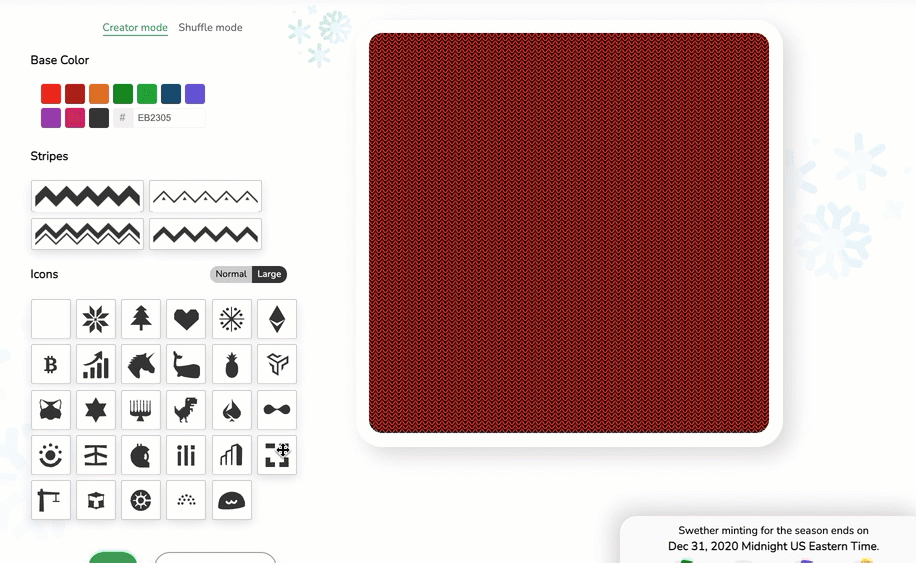 Creator mode Shuffle mode
Base Color
# EB2305
Stripes
Icons
Normal Large
Swether minting for the season ends on
Dec 31, 2020 Midnight US Eastern Time.